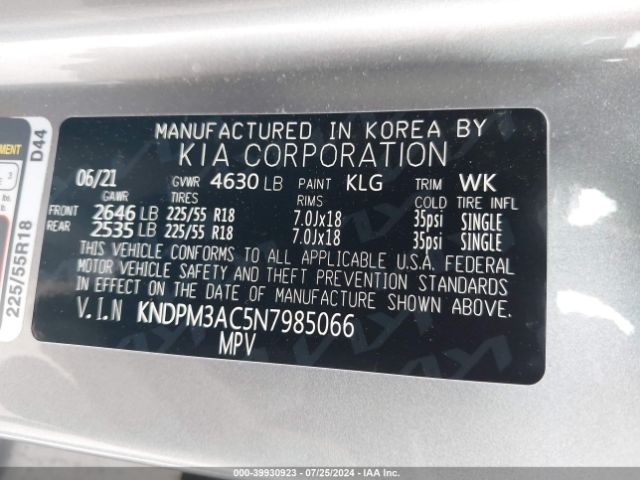 MANUFACTURED IN KOREA BY
KIA CORPORATION
06/21 GVWR 4630 LB PAINT KLG TRIM WK
GAWR TIRES RIMS COLD TIRE INFL
FRONT 2646 LB 225/55 R18 7.0Jx18 35psi SINGLE
REAR 2535 LB 225/55 R18 7.0Jx18 35psi SINGLE
THIS VEHICLE CONFORMS TO ALL APPLICABLE U.S.A. FEDERAL
MOTOR VEHICLE SAFETY AND THEFT PREVENTION STANDARDS
IN EFFECT ON THE DATE OF MANUFACTURE SHOWN ABOVE.
V.I.N KNDPM3AC5N7985066
MPV
D44
225/55R18
3
lbs.
© COPART - 39930923 - 07/25/2024 - IAA Inc.